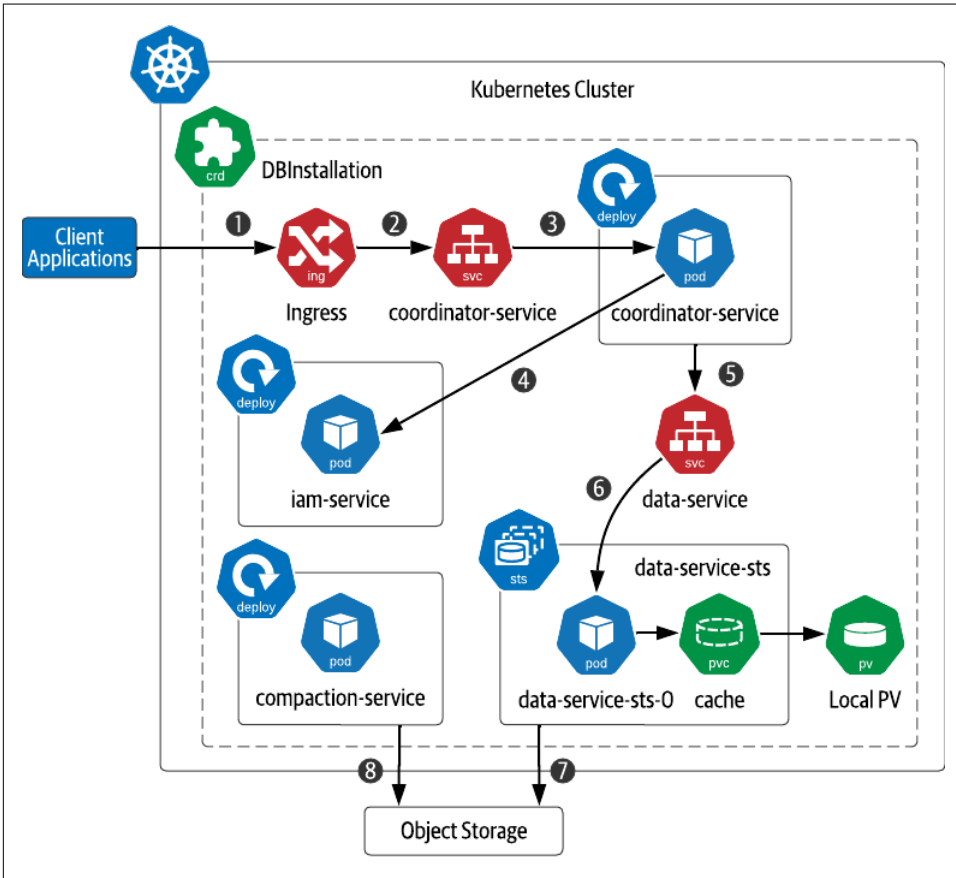 Kubernetes Cluster
crd
DBInstallation
deploy
Client
Applications
1
2
3
ing
svc
pod
Ingress
coordinator-service
coordinator-service
deploy
4
5
pod
svc
iam-service
6
data-service
deploy
sts
data-service-sts
pod
pod
pvc
pv
compaction-service
data-service-sts-0
cache
Local PV
8
7
Object Storage